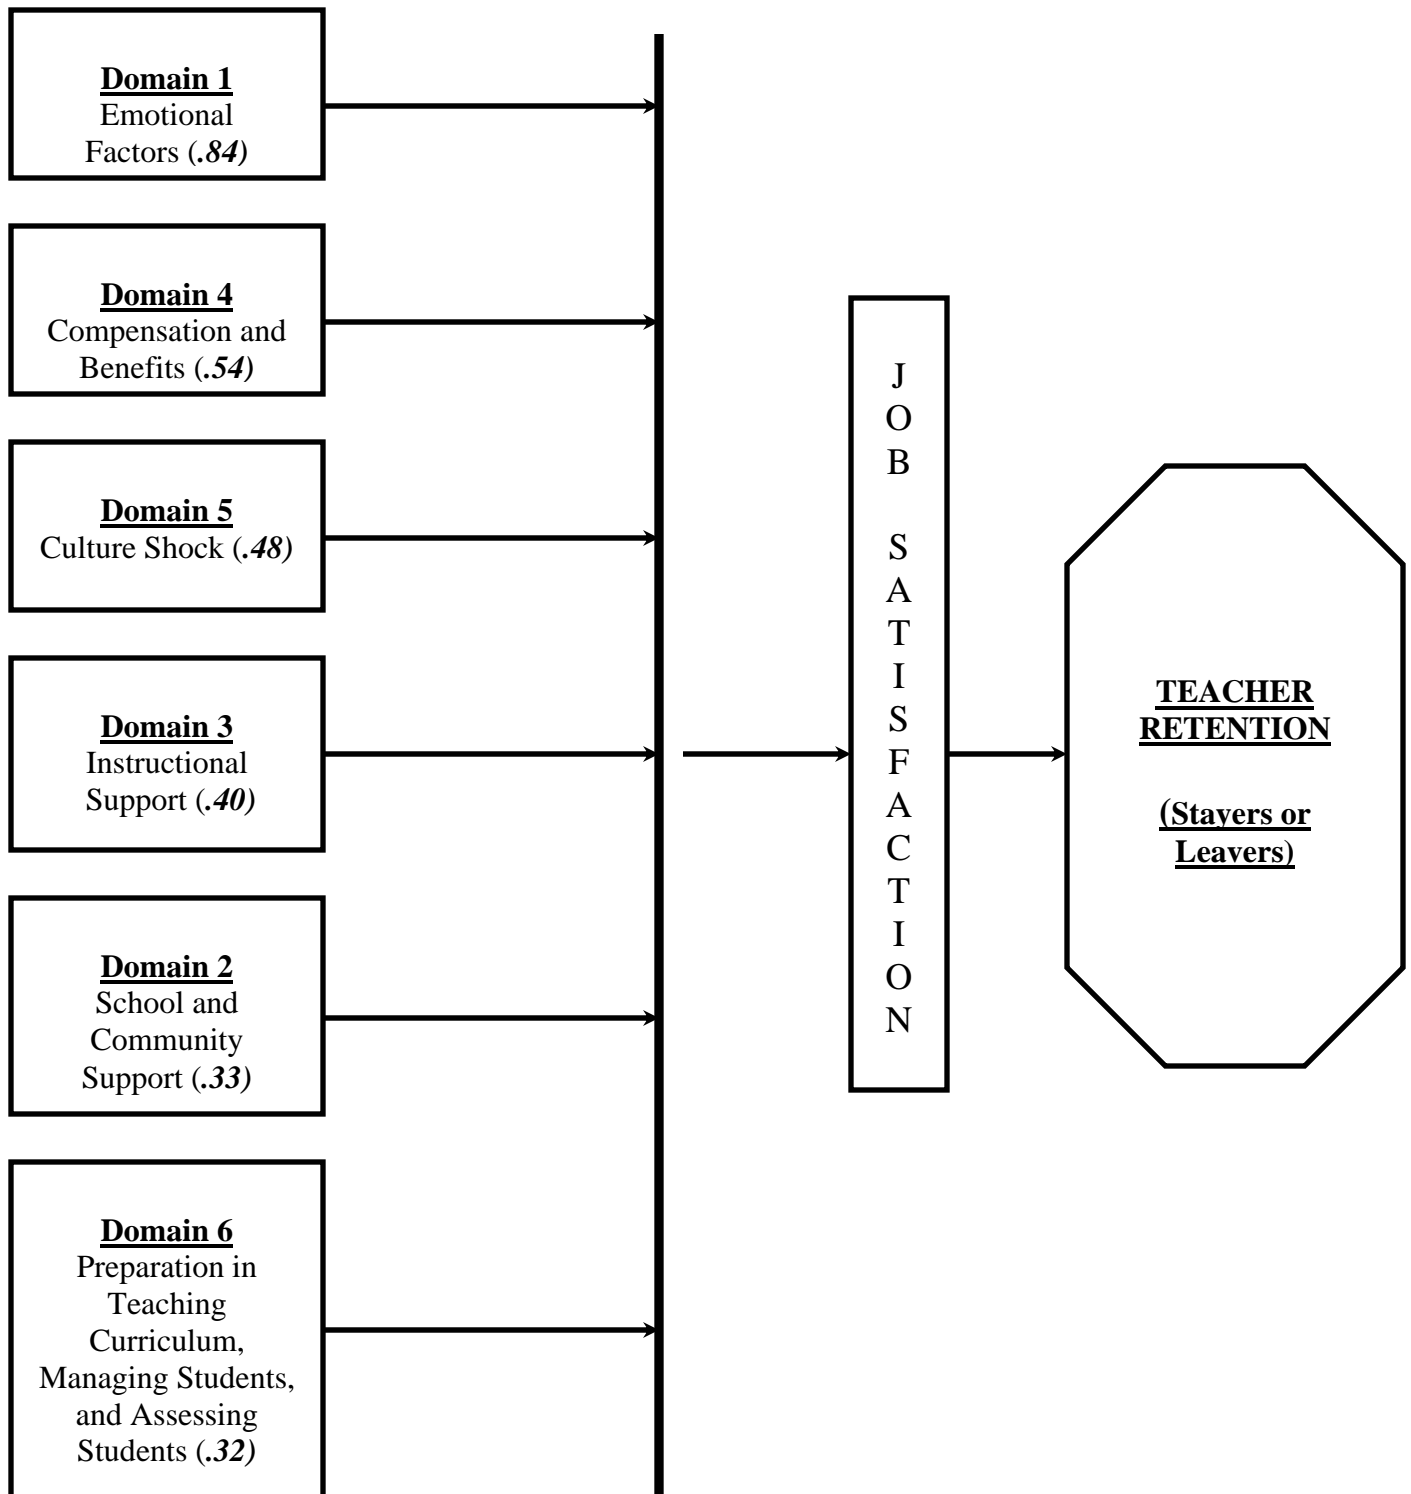 Domain 1
Emotional
Factors (.84)
Domain 4
Compensation and
Benefits (.54)
Domain 5
Culture Shock (.48)
Domain 3
Instructional
Support (.40)
Domain 2
School and
Community
Support (.33)
Domain 6
Preparation in
Teaching
Curriculum,
Managing Students,
and Assessing
Students (.32)
J
O
B
S
A
T
I
S
F
A
C
T
I
O
N
TEACHER
RETENTION
(Stayers or
Leavers)